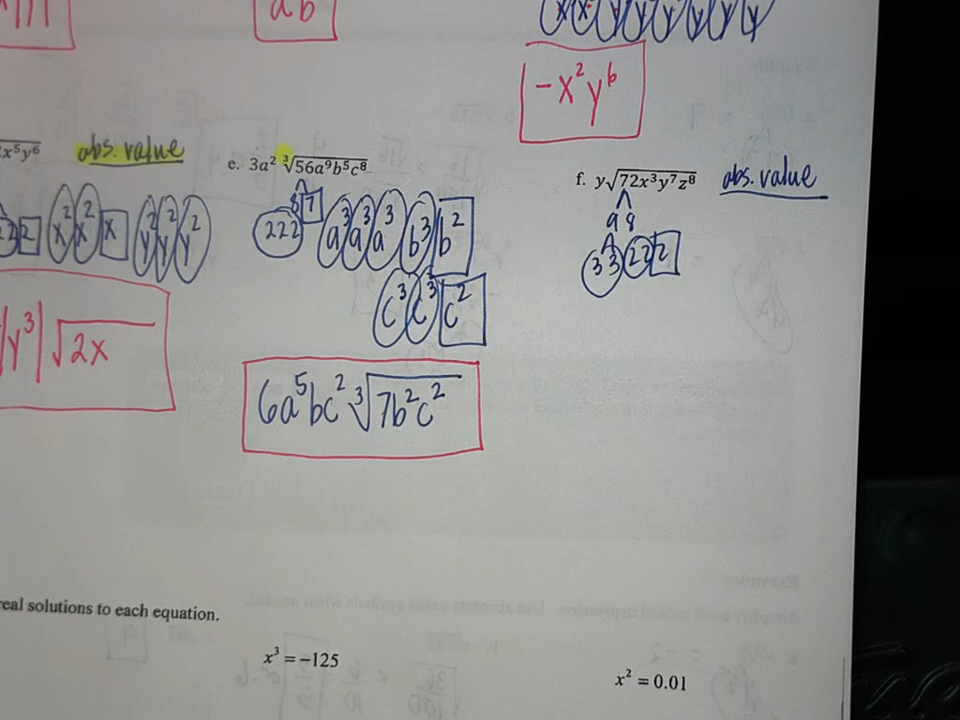 ab
-x²y⁶
x⁵y⁶ abs. value
e. 3a² ∛56a⁹b⁵c⁸
f. y√72x³y⁷z⁸ abs. value
8 7
9 8
2 x² x² x y² y² y²
222 a³ a³ a³ b³ b²
3 3 2 2 2
c³ c³ c²
|y³| √2x
6a⁵bc² ∛7b²c²
real solutions to each equation.
x³ = -125
x² = 0.01